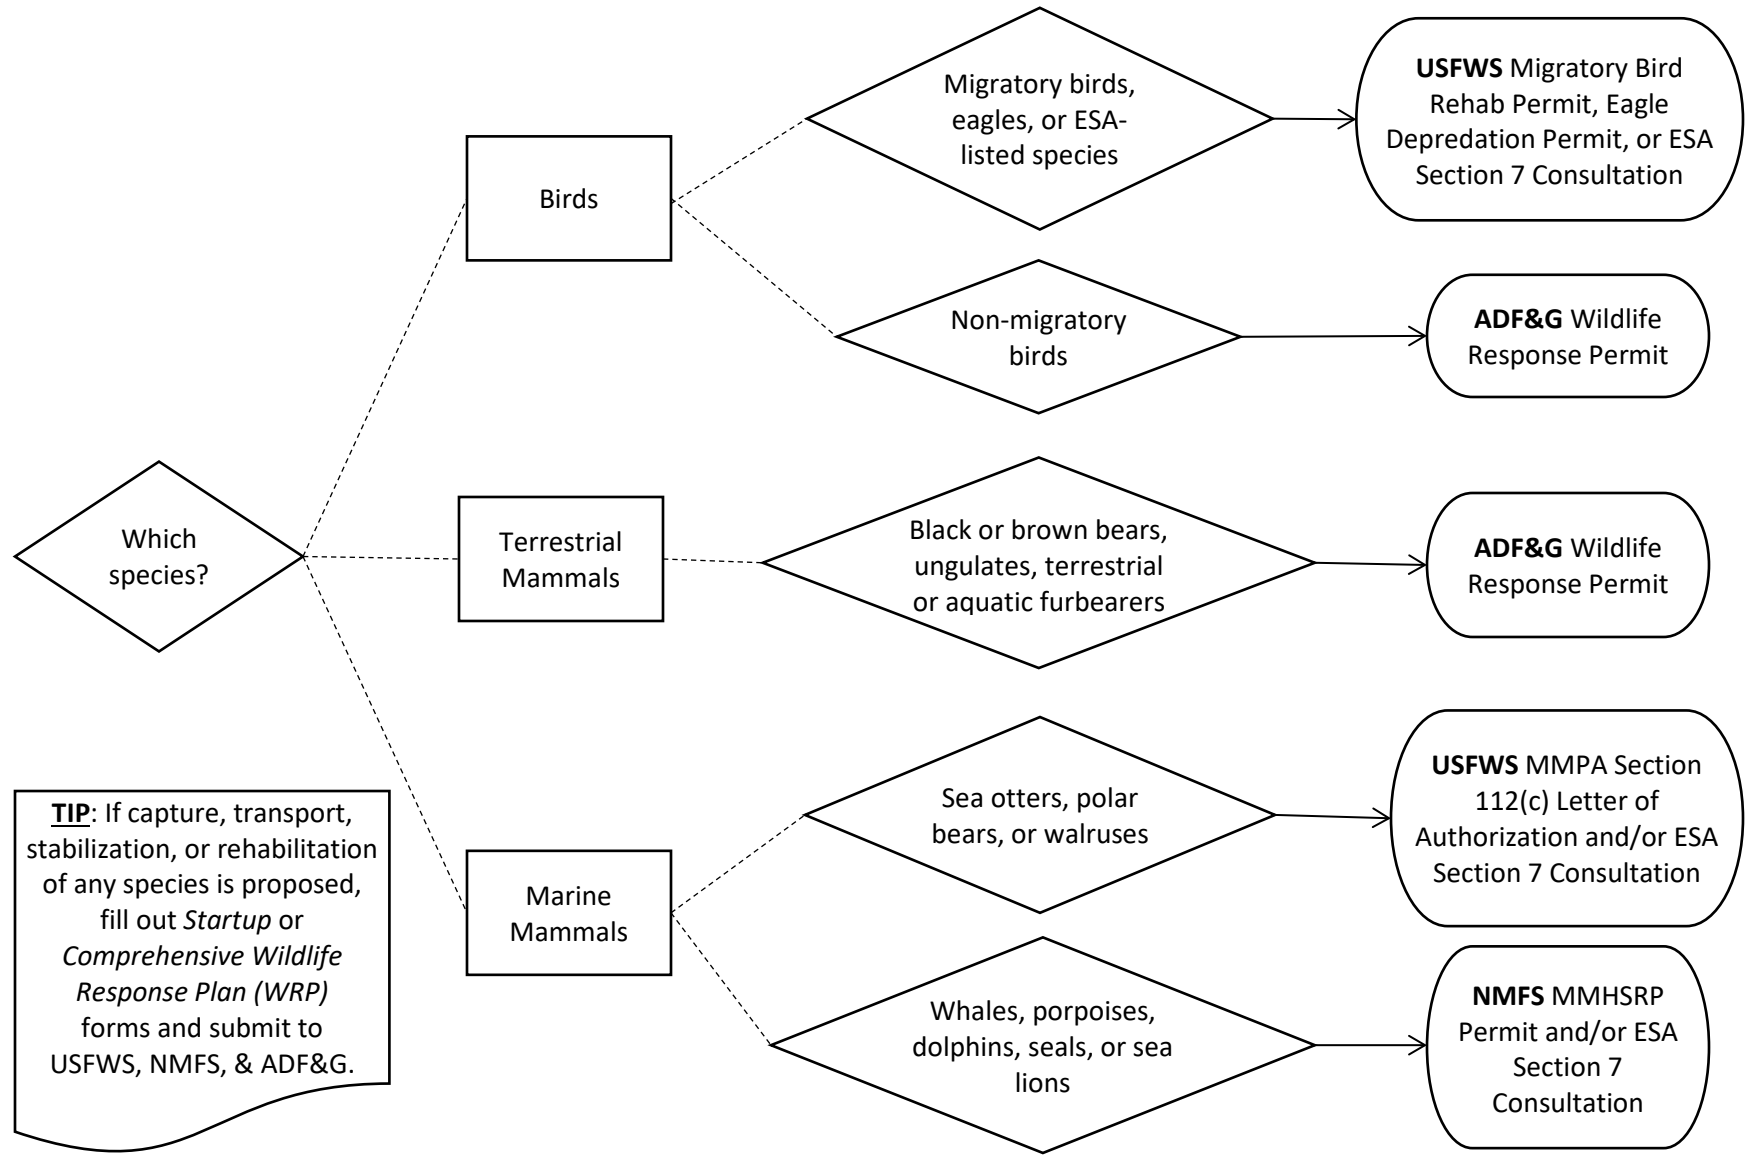 Migratory birds,
eagles, or ESA-
listed species
USFWS Migratory Bird
Rehab Permit, Eagle
Depredation Permit, or ESA
Section 7 Consultation
Birds
Non-migratory
birds
ADF&G Wildlife
Response Permit
Which
species?
Terrestrial
Mammals
Black or brown bears,
ungulates, terrestrial
or aquatic furbearers
ADF&G Wildlife
Response Permit
Sea otters, polar
bears, or walruses
USFWS MMPA Section
112(c) Letter of
Authorization and/or ESA
Section 7 Consultation
Marine
Mammals
Whales, porpoises,
dolphins, seals, or sea
lions
NMFS MMHSRP
Permit and/or ESA
Section 7
Consultation
TIP: If capture, transport,
stabilization, or rehabilitation
of any species is proposed,
fill out Startup or
Comprehensive Wildlife
Response Plan (WRP)
forms and submit to
USFWS, NMFS, & ADF&G.